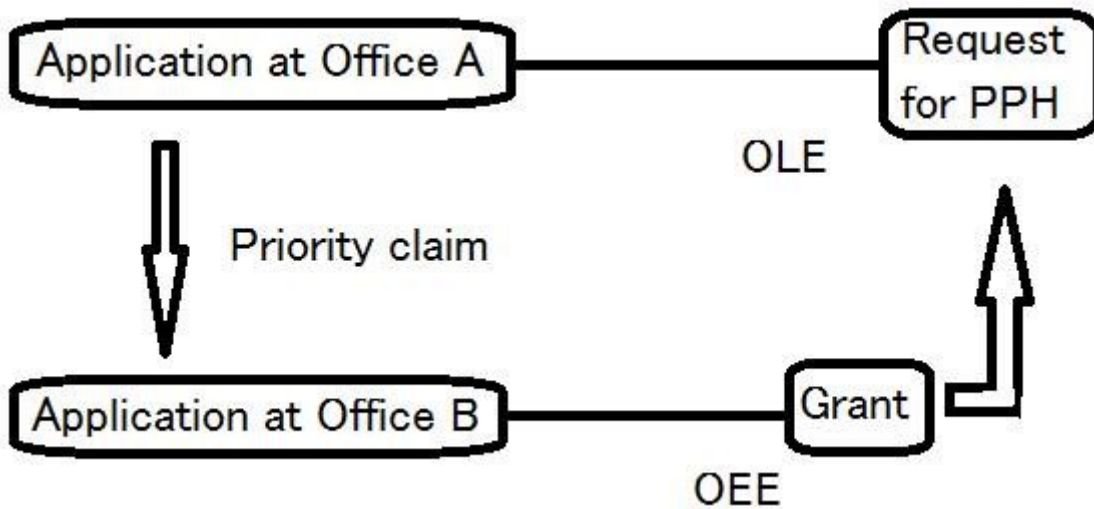 Application at Office A
Request
for PPH
OLE
Priority claim
Application at Office B
Grant
OEE